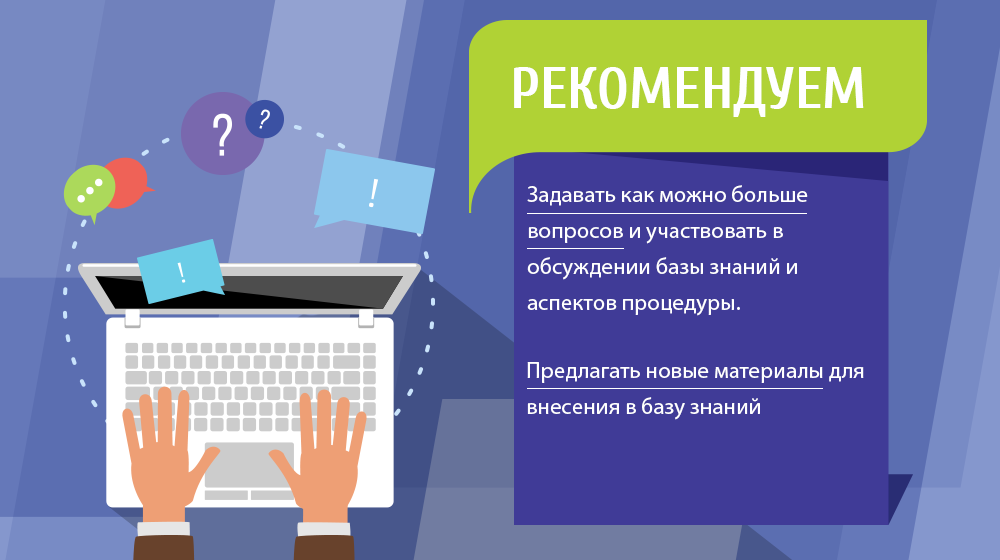 ? ?
!
!
РЕКОМЕНДУЕМ
Задавать как можно больше
вопросов и участвовать в
обсуждении базы знаний и
аспектов процедуры.
Предлагать новые материалы для
внесения в базу знаний